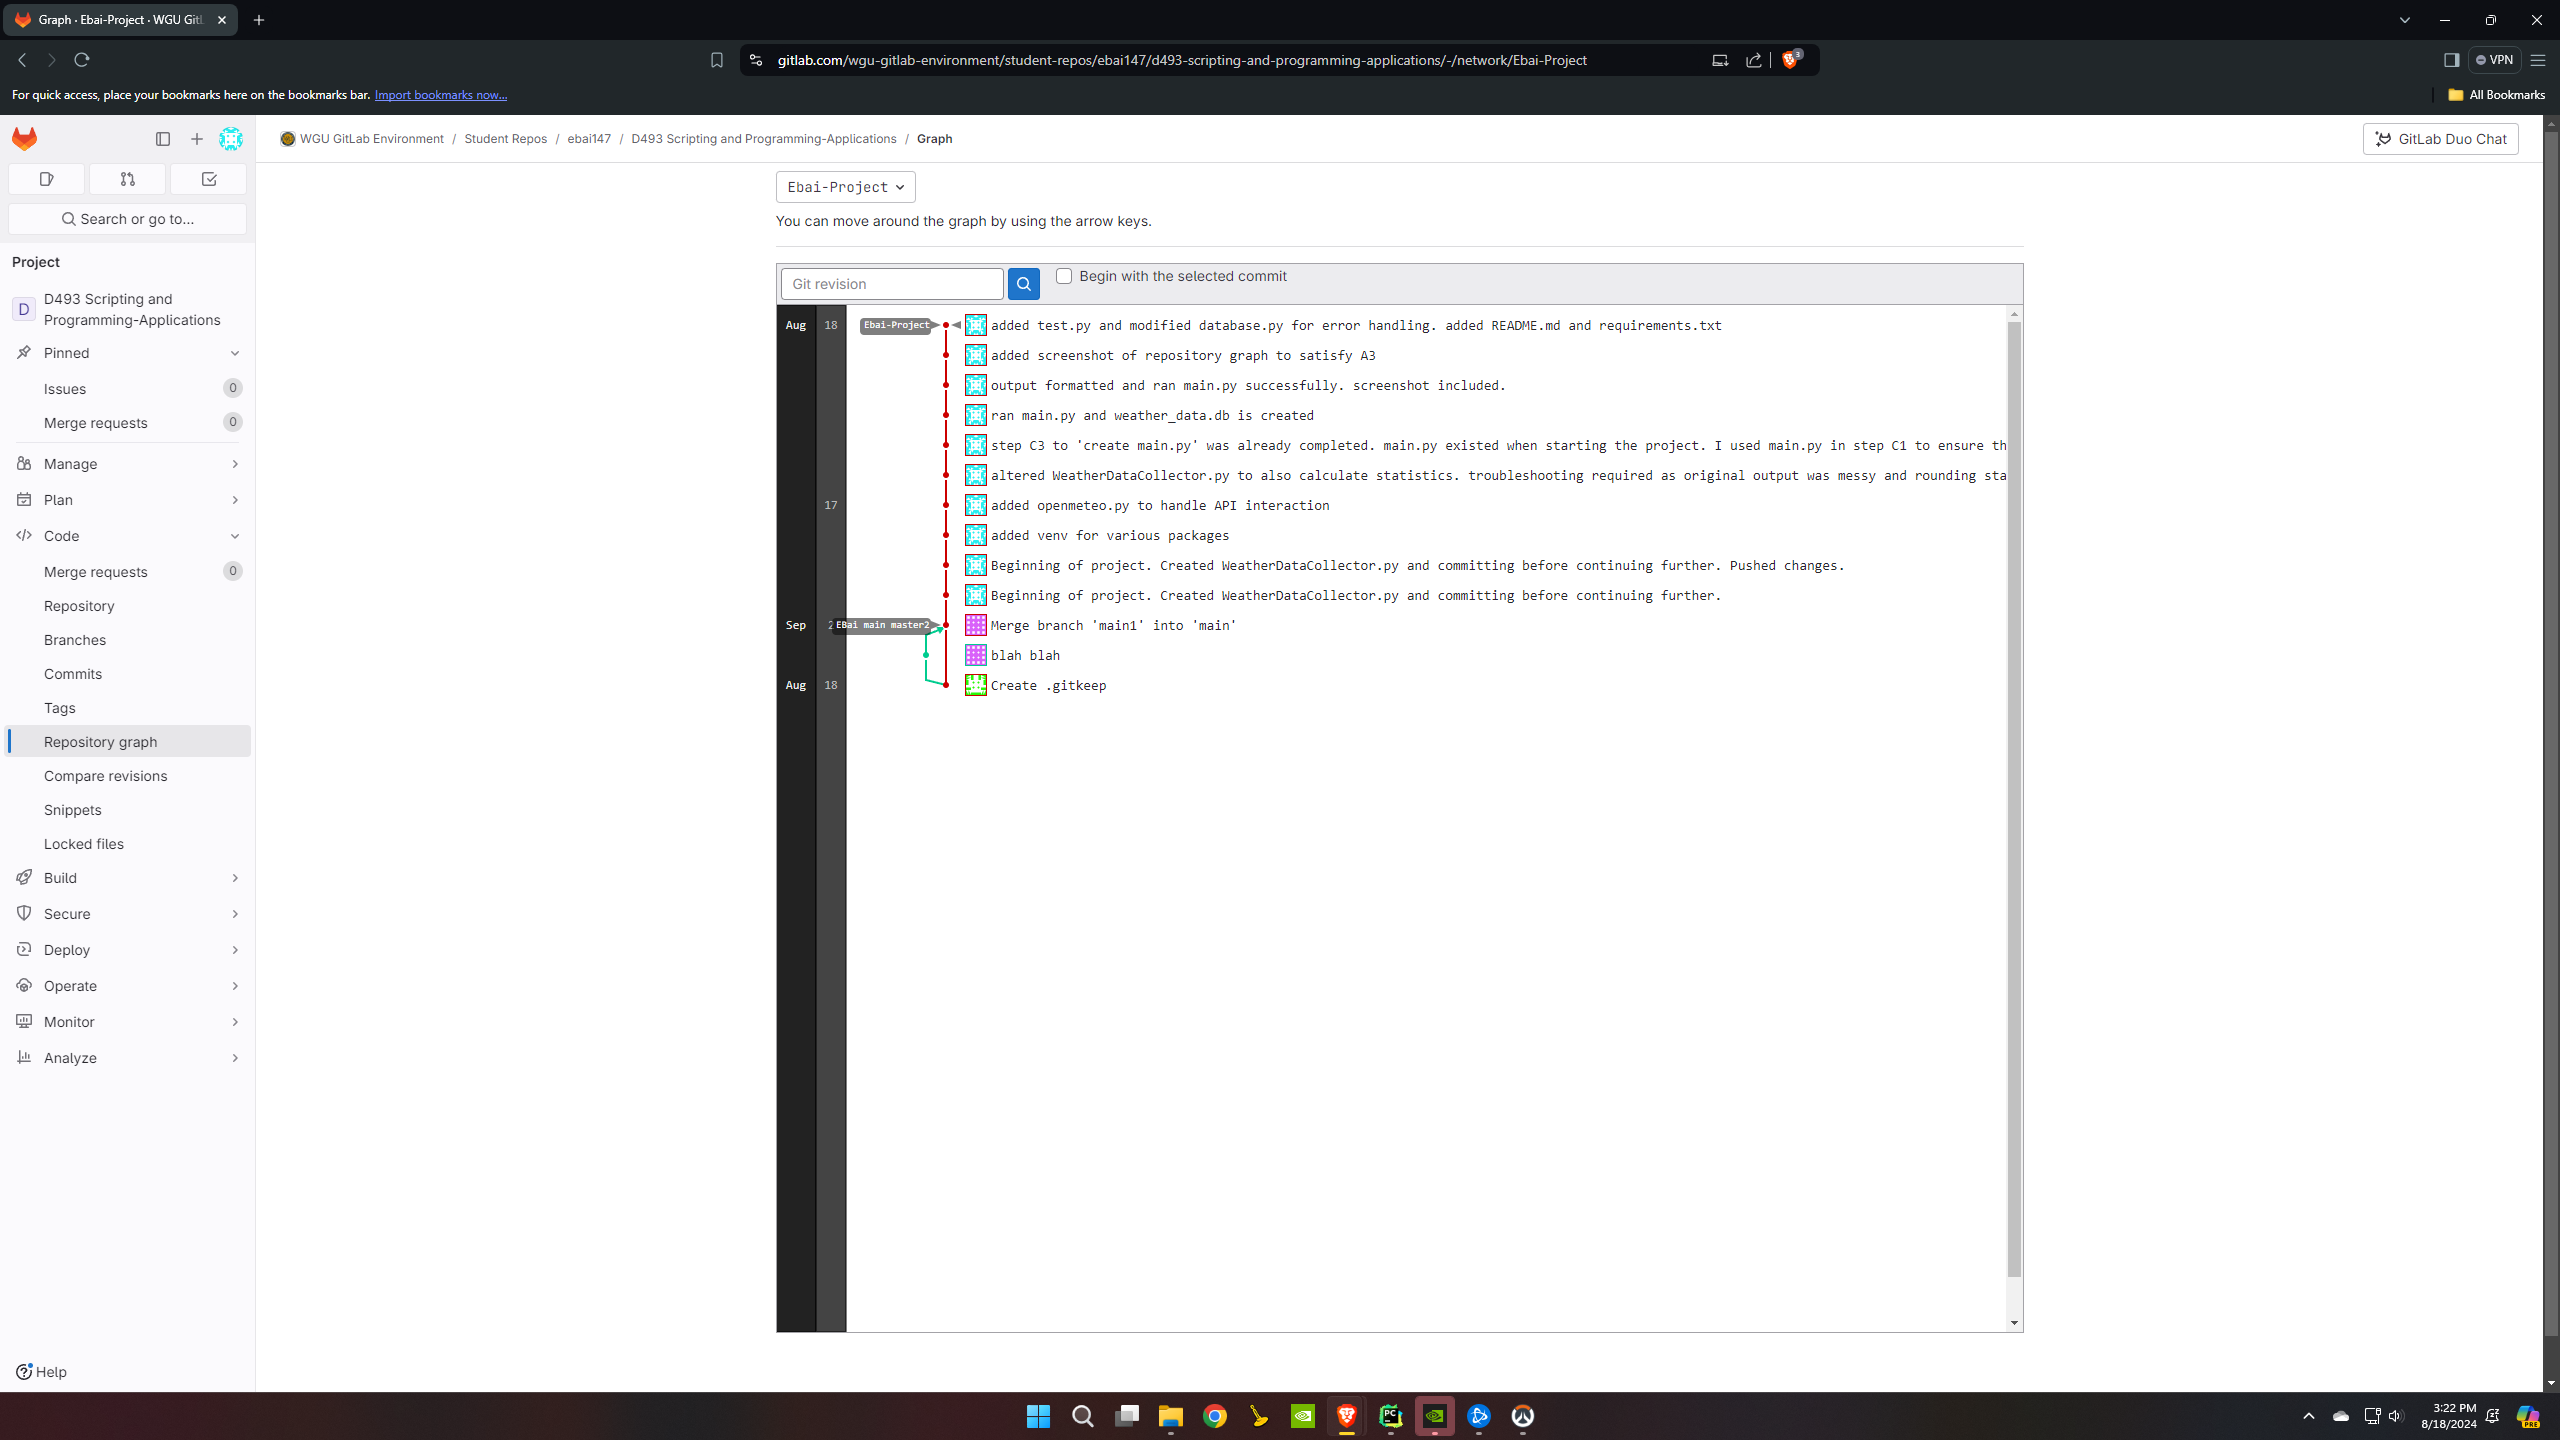 Graph · Ebai-Project · WGU GitL
gitlab.com/wgu-gitlab-environment/student-repos/ebai147/d493-scripting-and-programming-applications/-/network/Ebai-Project
3
VPN
For quick access, place your bookmarks here on the bookmarks bar. Import bookmarks now...
All Bookmarks
WGU GitLab Environment / Student Repos / ebai147 / D493 Scripting and Programming-Applications / Graph
GitLab Duo Chat
Search or go to...
Project
D D493 Scripting and
Programming-Applications
Pinned
Issues 0
Merge requests 0
Manage
Plan
Code
Merge requests 0
Repository
Branches
Commits
Tags
Repository graph
Compare revisions
Snippets
Locked files
Build
Secure
Deploy
Operate
Monitor
Analyze
Help
Ebai-Project
You can move around the graph by using the arrow keys.
Git revision
Begin with the selected commit
Aug 18 Ebai-Project added test.py and modified database.py for error handling. added README.md and requirements.txt
added screenshot of repository graph to satisfy A3
output formatted and ran main.py successfully. screenshot included.
ran main.py and weather_data.db is created
step C3 to 'create main.py' was already completed. main.py existed when starting the project. I used main.py in step C1 to ensure th
altered WeatherDataCollector.py to also calculate statistics. troubleshooting required as original output was messy and rounding sta
17 added openmeteo.py to handle API interaction
added venv for various packages
Beginning of project. Created WeatherDataCollector.py and committing before continuing further. Pushed changes.
Beginning of project. Created WeatherDataCollector.py and committing before continuing further.
Sep EBai main master2 Merge branch 'main1' into 'main'
blah blah
Aug 18 Create .gitkeep
PC
3:22 PM
8/18/2024
PRE